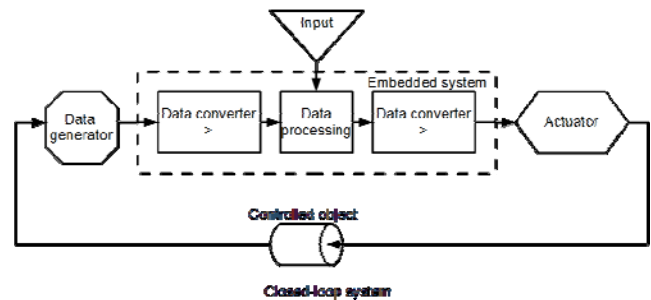 Input
Embedded system
Data
generator
Data converter
>
Data
processing
Data converter
>
Actuator
Controlled object
Closed-loop system